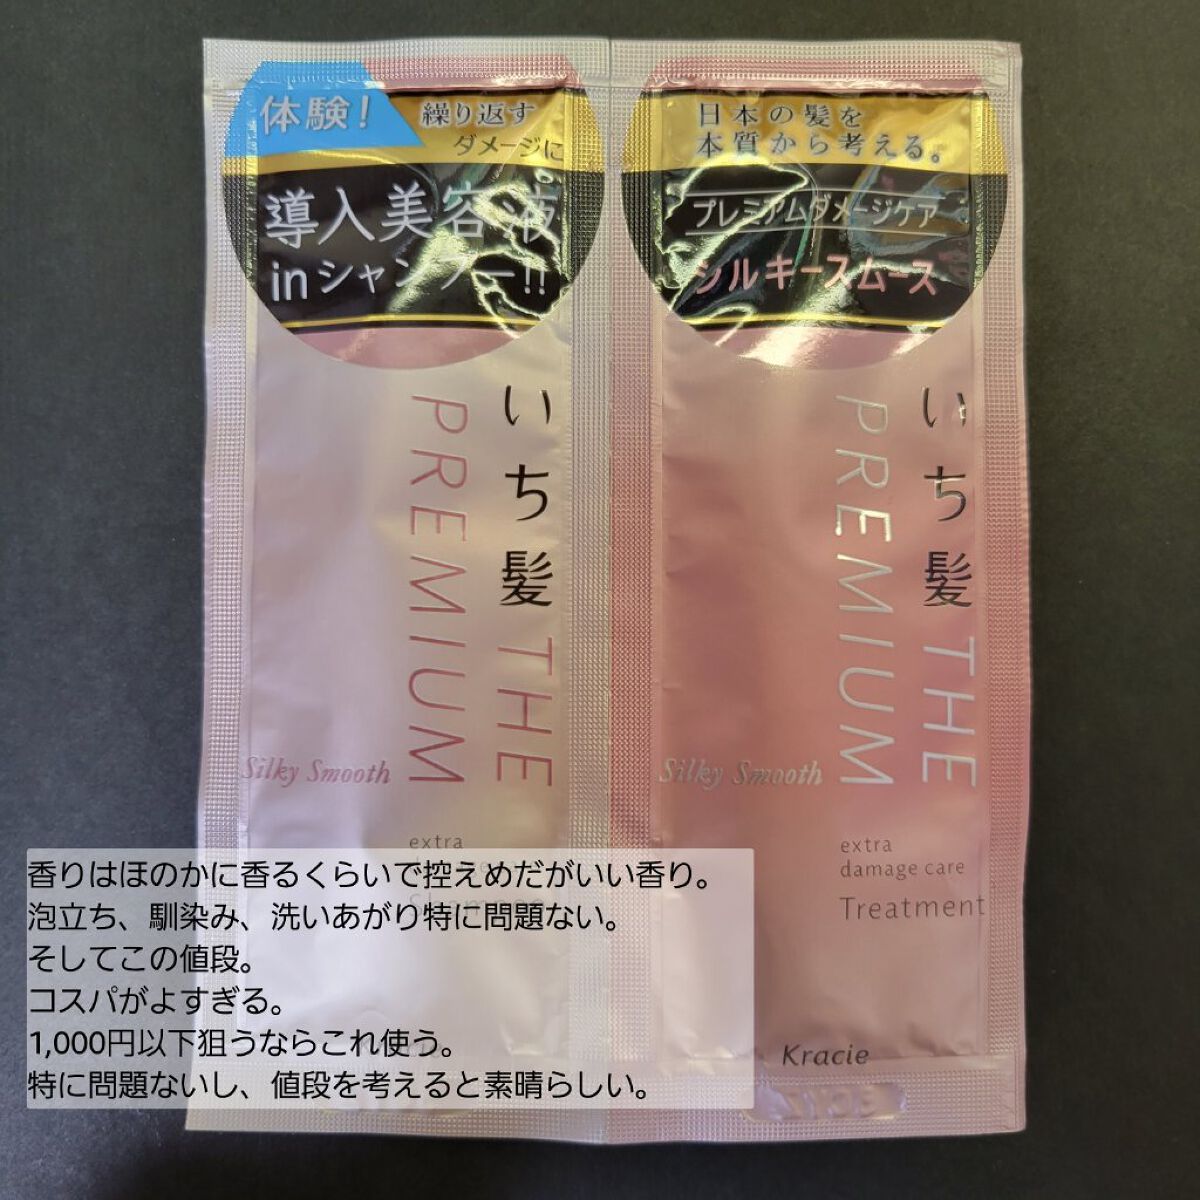 体験！
繰り返す
ダメージに
導入美容液
inシャンプー!!
いち髪 THE
PREMIUM
Silky Smooth
extra
日本の髪を
本質から考える。
プレミアムダメージケア
シルキースムース
いち髪 THE
PREMIUM
Silky Smooth
extra
damage care
Treatment
Kracie
香りはほのかに香るくらいで控えめだがいい香り。
泡立ち、馴染み、洗いあがり特に問題ない。
そしてこの値段。
コスパがよすぎる。
1,000円以下狙うならこれ使う。
特に問題ないし、値段を考えると素晴らしい。